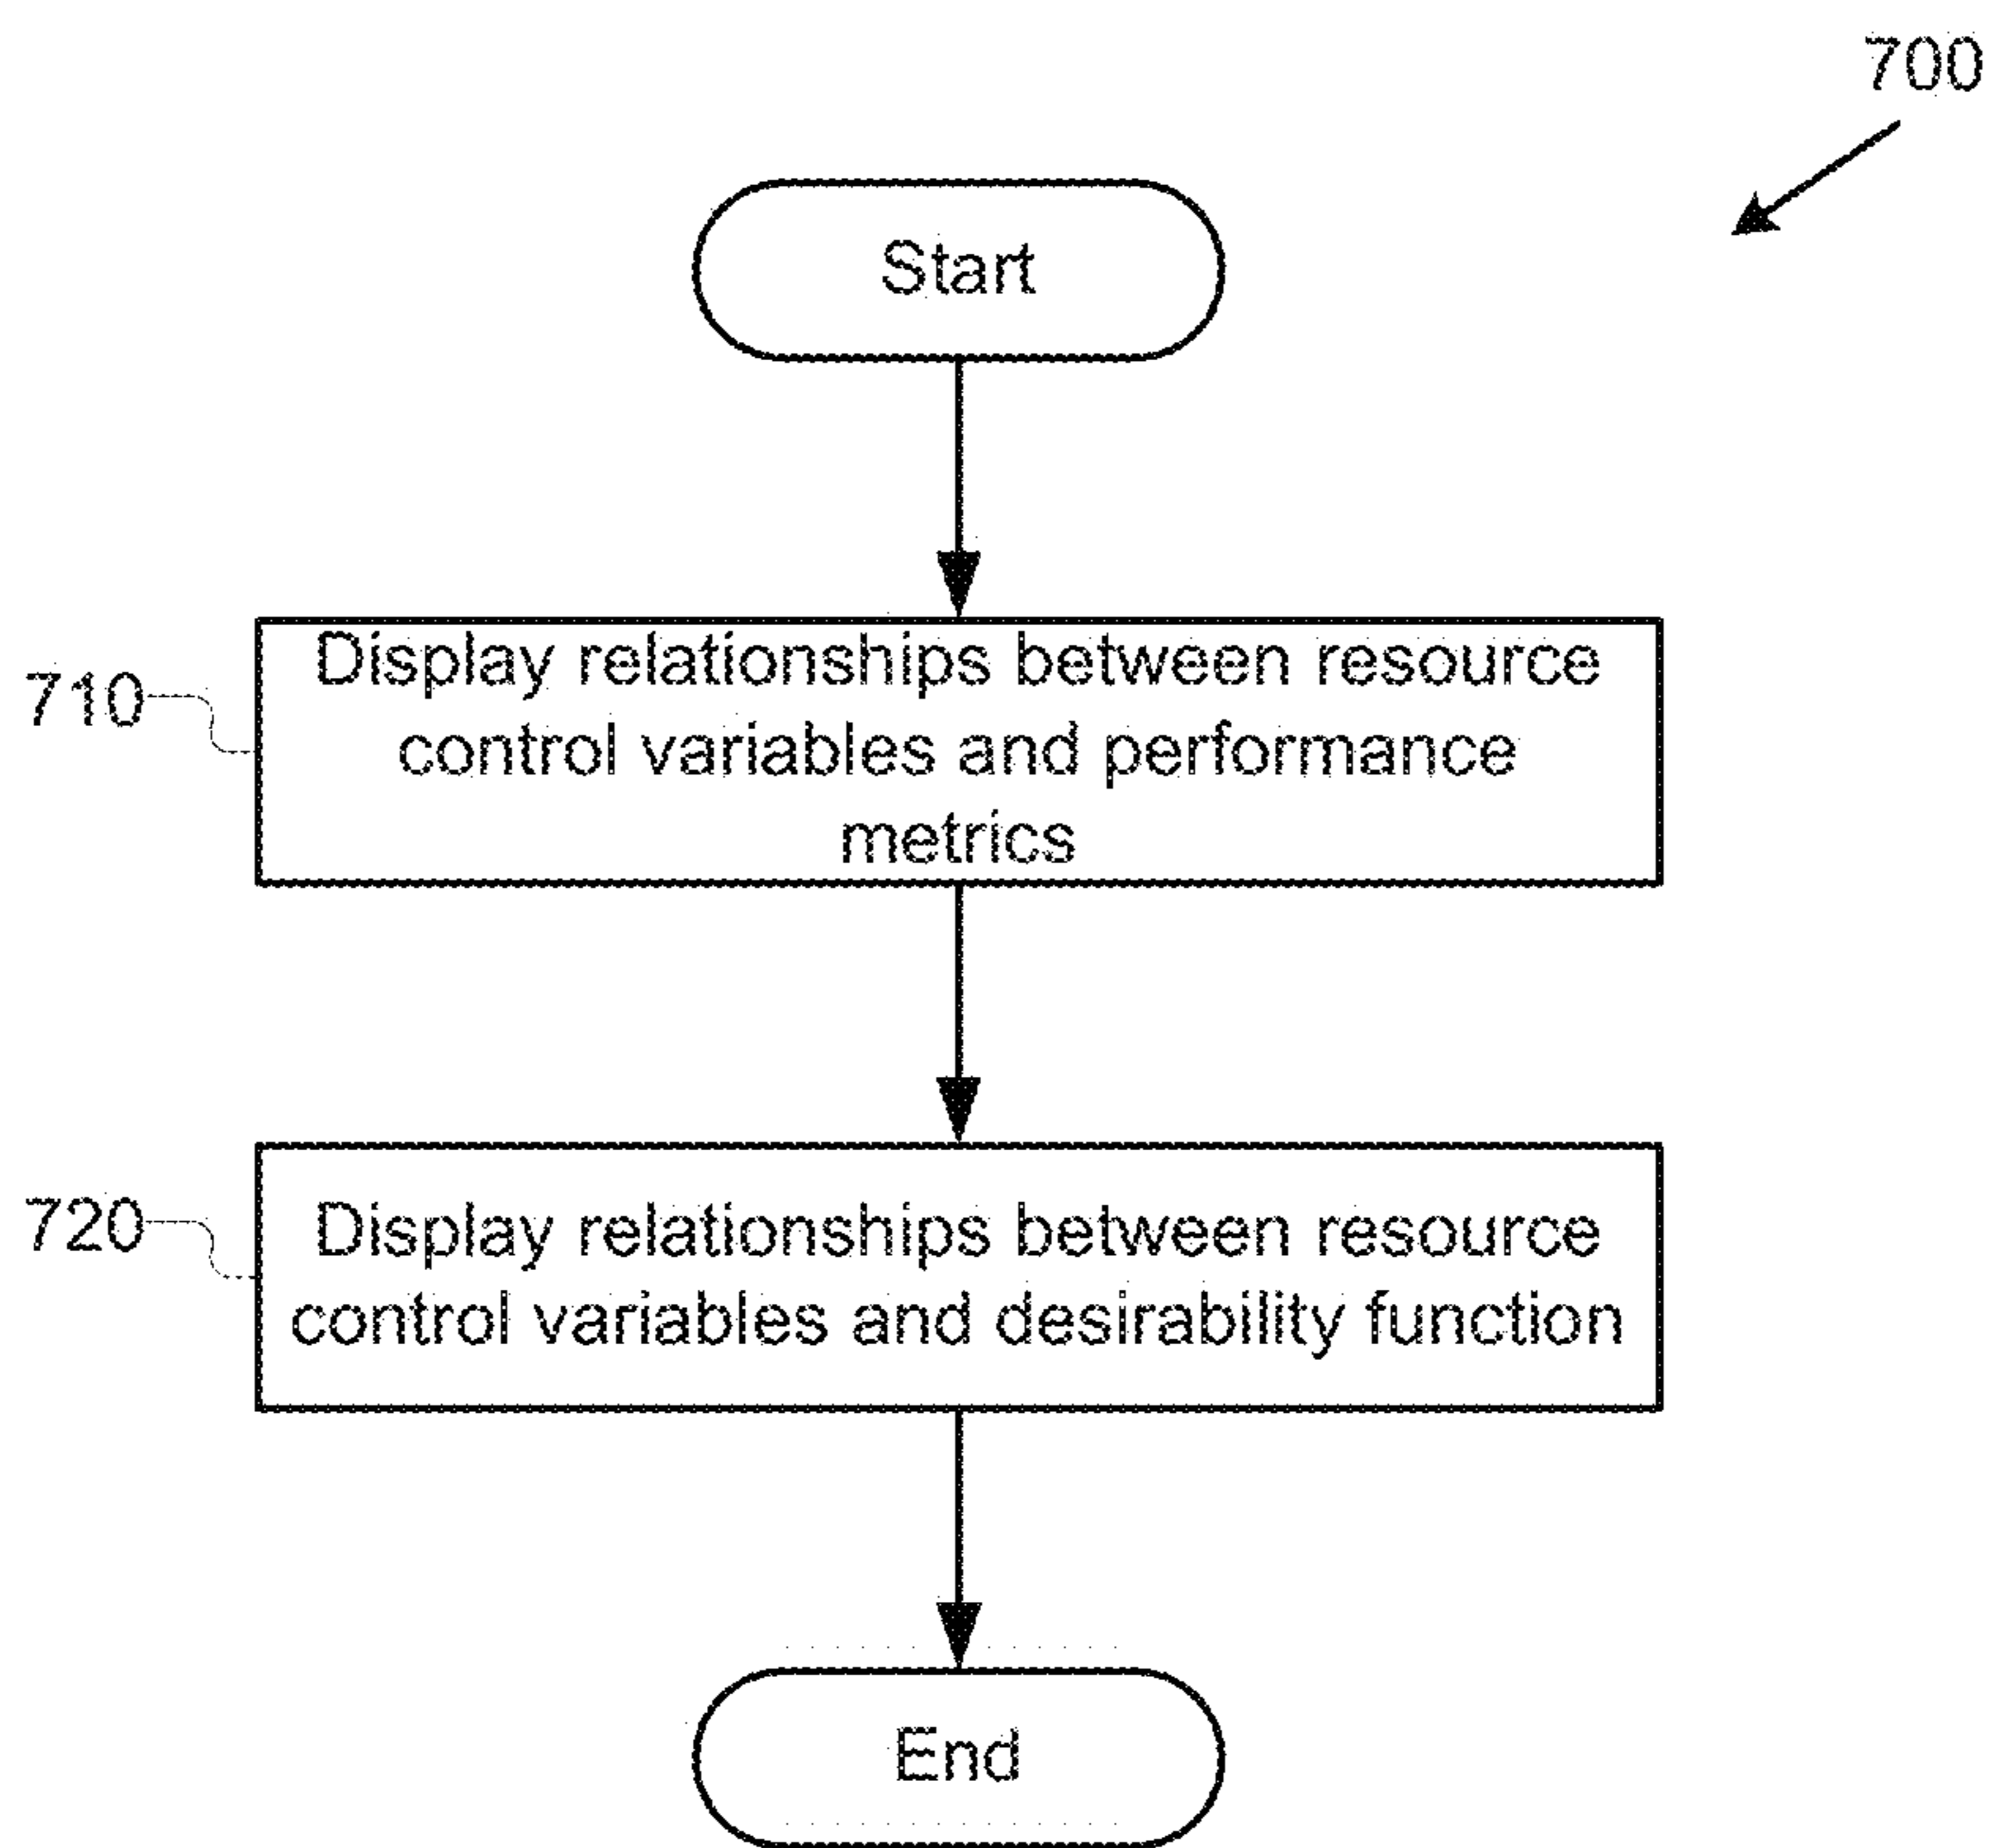 700
Start
710
Display relationships between resource
control variables and performance
metrics
720
Display relationships between resource
control variables and desirability function
End